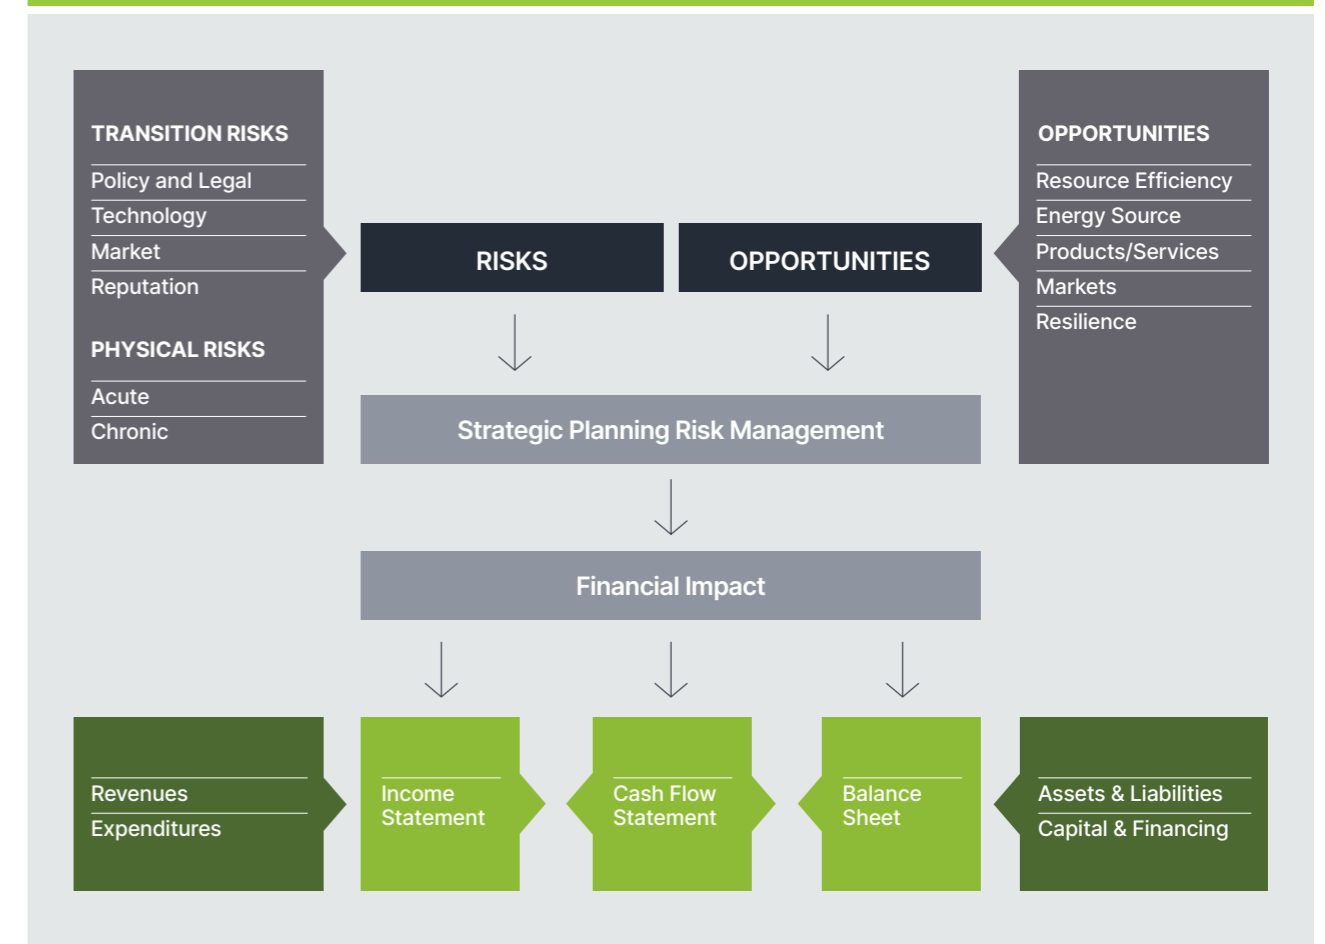 TRANSITION RISKS
Policy and Legal
Technology
Market
Reputation
PHYSICAL RISKS
Acute
Chronic
RISKS
OPPORTUNITIES
OPPORTUNITIES
Resource Efficiency
Energy Source
Products/Services
Markets
Resilience
Strategic Planning Risk Management
Financial Impact
Revenues
Expenditures
Income
Statement
Cash Flow
Statement
Balance
Sheet
Assets & Liabilities
Capital & Financing